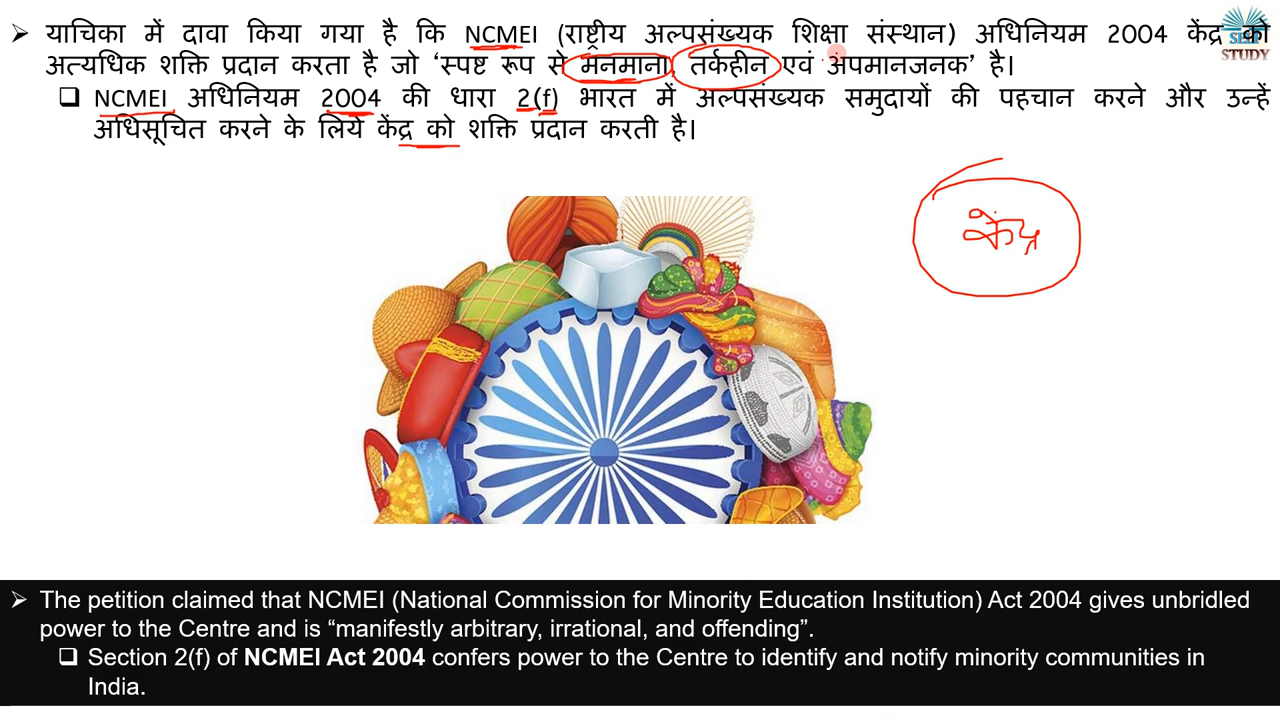 ➢ याचिका में दावा किया गया है कि NCMEI (राष्ट्रीय अल्पसंख्यक शिक्षा संस्थान) अधिनियम 2004 केंद्र को
अत्यधिक शक्ति प्रदान करता है जो ‘स्पष्ट रूप से मनमाना, तर्कहीन एवं अपमानजनक’ है।
❑ NCMEI अधिनियम 2004 की धारा 2(f) भारत में अल्पसंख्यक समुदायों की पहचान करने और उन्हें
अधिसूचित करने के लिये केंद्र को शक्ति प्रदान करती है।
SELF
STUDY
केंद्र
➢ The petition claimed that NCMEI (National Commission for Minority Education Institution) Act 2004 gives unbridled
power to the Centre and is “manifestly arbitrary, irrational, and offending”.
❑ Section 2(f) of NCMEI Act 2004 confers power to the Centre to identify and notify minority communities in
India.